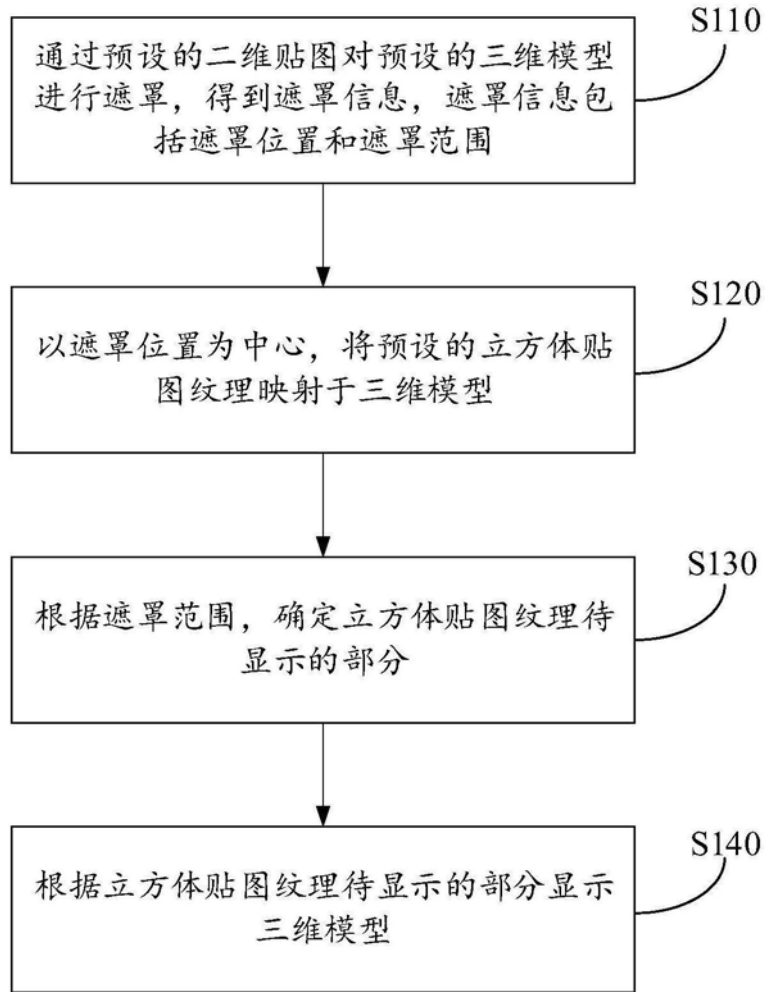 S110
通过预设的二维贴图对预设的三维模型
进行遮罩，得到遮罩信息，遮罩信息包
括遮罩位置和遮罩范围
S120
以遮罩位置为中心，将预设的立方体贴
图纹理映射于三维模型
S130
根据遮罩范围，确定立方体贴图纹理待
显示的部分
S140
根据立方体贴图纹理待显示的部分显示
三维模型